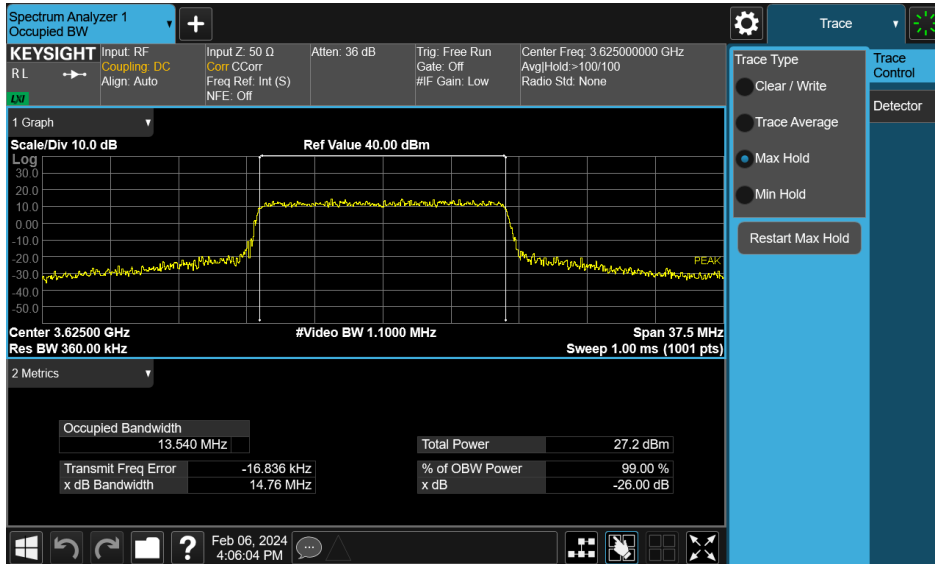 Spectrum Analyzer 1
Occupied BW
+
Trace
KEYSIGHT
RL
LXI
Input: RF
Coupling: DC
Align: Auto
Input Z: 50 Ω
Corr CCorr
Freq Ref: Int (S)
NFE: Off
Atten: 36 dB
Trig: Free Run
Gate: Off
#IF Gain: Low
Center Freq: 3.625000000 GHz
Avg|Hold:>100/100
Radio Std: None
Trace Type
Clear / Write
Trace Average
Max Hold
Min Hold
Restart Max Hold
Trace
Control
Detector
1 Graph
Scale/Div 10.0 dB
Ref Value 40.00 dBm
Log
30.0
20.0
10.0
0.00
-10.0
-20.0
-30.0
-40.0
-50.0
PEAK
Center 3.62500 GHz
#Video BW 1.1000 MHz
Span 37.5 MHz
Res BW 360.00 kHz
Sweep 1.00 ms (1001 pts)
2 Metrics
Occupied Bandwidth
13.540 MHz
Total Power 27.2 dBm
Transmit Freq Error -16.836 kHz
% of OBW Power 99.00 %
x dB Bandwidth 14.76 MHz
x dB -26.00 dB
?
Feb 06, 2024
4:06:04 PM